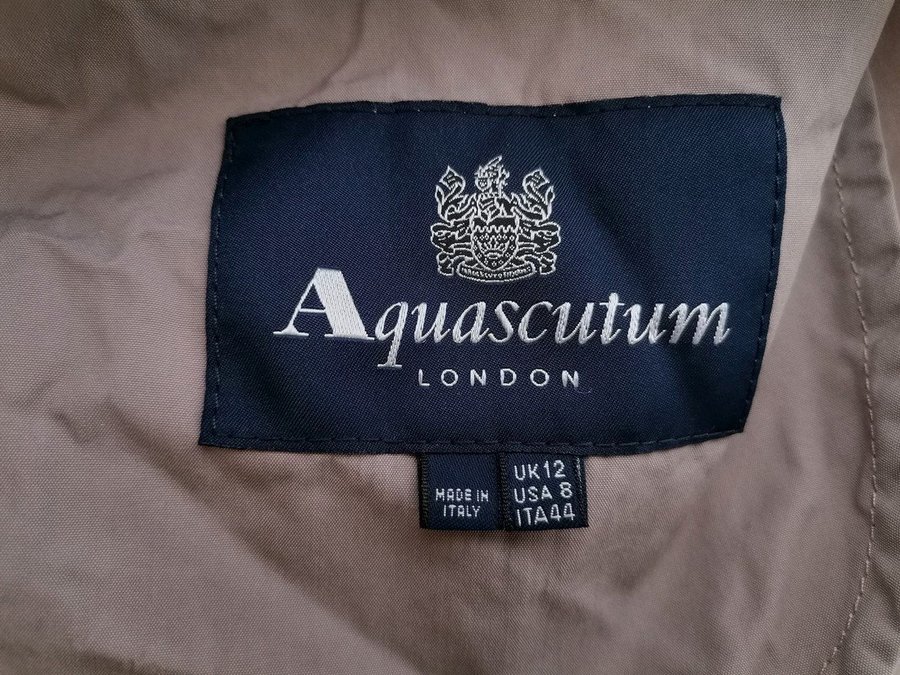 Aquascutum
LONDON
MADE IN
ITALY
UK12
USA 8
ITA44